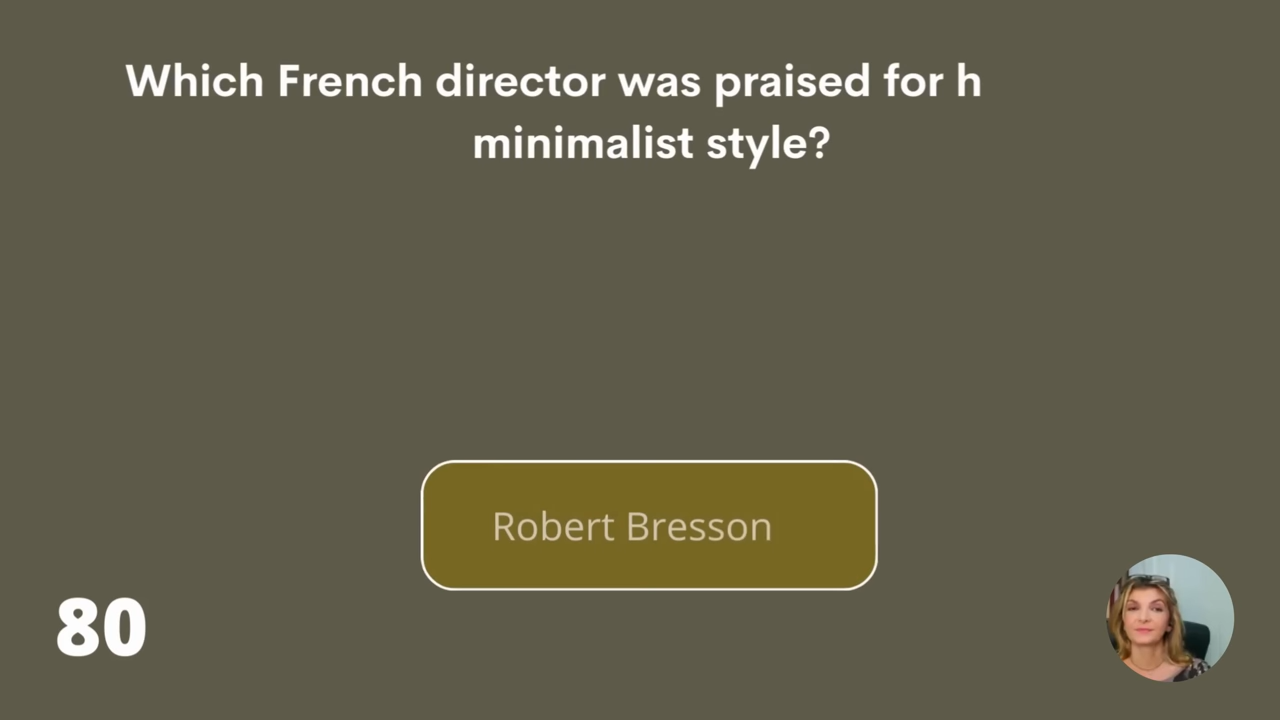 Which French director was praised for h
minimalist style?
Robert Bresson
80